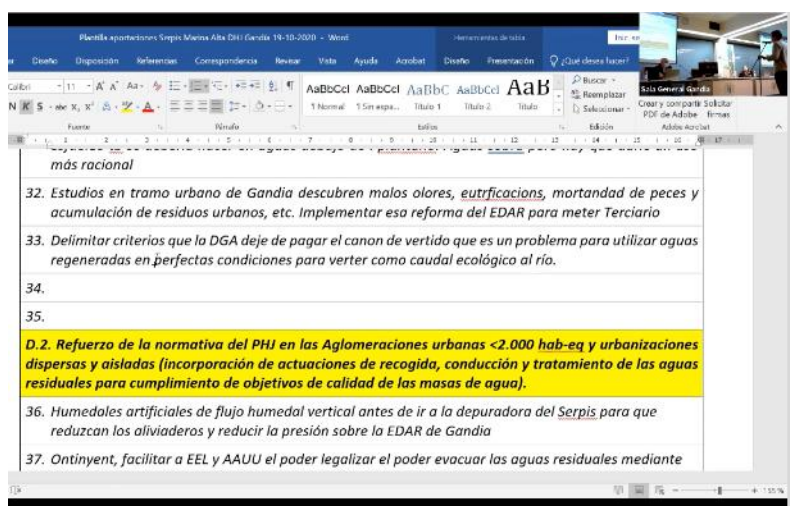 Plantilla aportaciones Serpis Marina Alta DHJ Gandía 19-10-2020 - Word
Herramientas de tabla
Diseño Disposición Referencias Correspondencia Revisar Vista Ayuda Acrobat Diseño Presentación ¿Qué desea hacer?
Calibri 11
N K S abc x, x²
AaBbCcI AaBbCcI AaBbC AaBbCcI AaB
1 Normal 1 Sin espa... Título 1 Título 2 Título
Buscar
Reemplazar
Seleccionar
Sala General Gandia
Crear y compartir Solicitar
PDF de Adobe firmas
Fuente Párrafo Estilos Edición Adobe Acrobat
más racional
32. Estudios en tramo urbano de Gandia descubren malos olores, eutrficacions, mortandad de peces y
acumulación de residuos urbanos, etc. Implementar esa reforma del EDAR para meter Terciario
33. Delimitar criterios que la DGA deje de pagar el canon de vertido que es un problema para utilizar aguas
regeneradas en perfectas condiciones para verter como caudal ecológico al río.
34.
35.
D.2. Refuerzo de la normativa del PHJ en las Aglomeraciones urbanas <2.000 hab-eq y urbanizaciones
dispersas y aisladas (incorporación de actuaciones de recogida, conducción y tratamiento de las aguas
residuales para cumplimiento de objetivos de calidad de las masas de agua).
36. Humedales artificiales de flujo humedal vertical antes de ir a la depuradora del Serpis para que
reduzcan los aliviaderos y reducir la presión sobre la EDAR de Gandia
37. Ontinyent, facilitar a EEL y AAUU el poder legalizar el poder evacuar las aguas residuales mediante
155 %